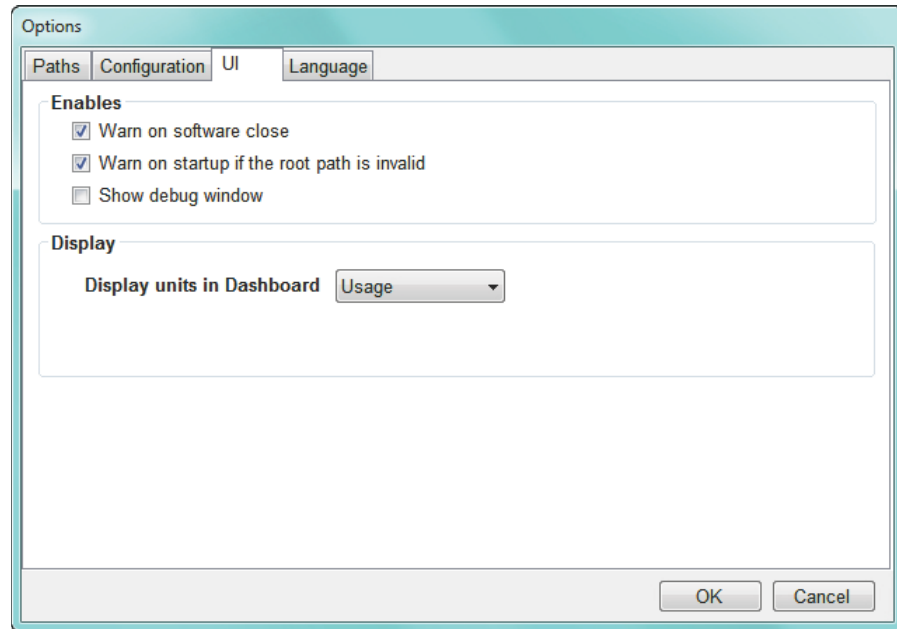 Options
Paths Configuration UI Language
Enables
Warn on software close
Warn on startup if the root path is invalid
Show debug window
Display
Display units in Dashboard Usage
OK Cancel